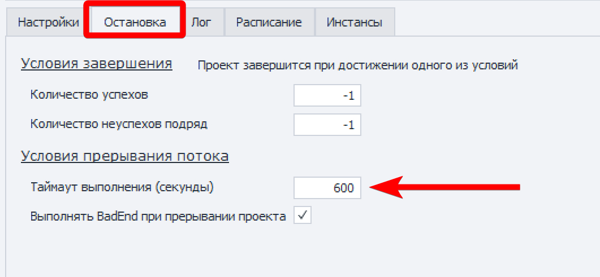 Настройки Остановка Лог Расписание Инстансы
Условия завершения Проект завершится при достижении одного из условий
Количество успехов -1
Количество неуспехов подряд -1
Условия прерывания потока
Таймаут выполнения (секунды) 600
Выполнять BadEnd при прерывании проекта